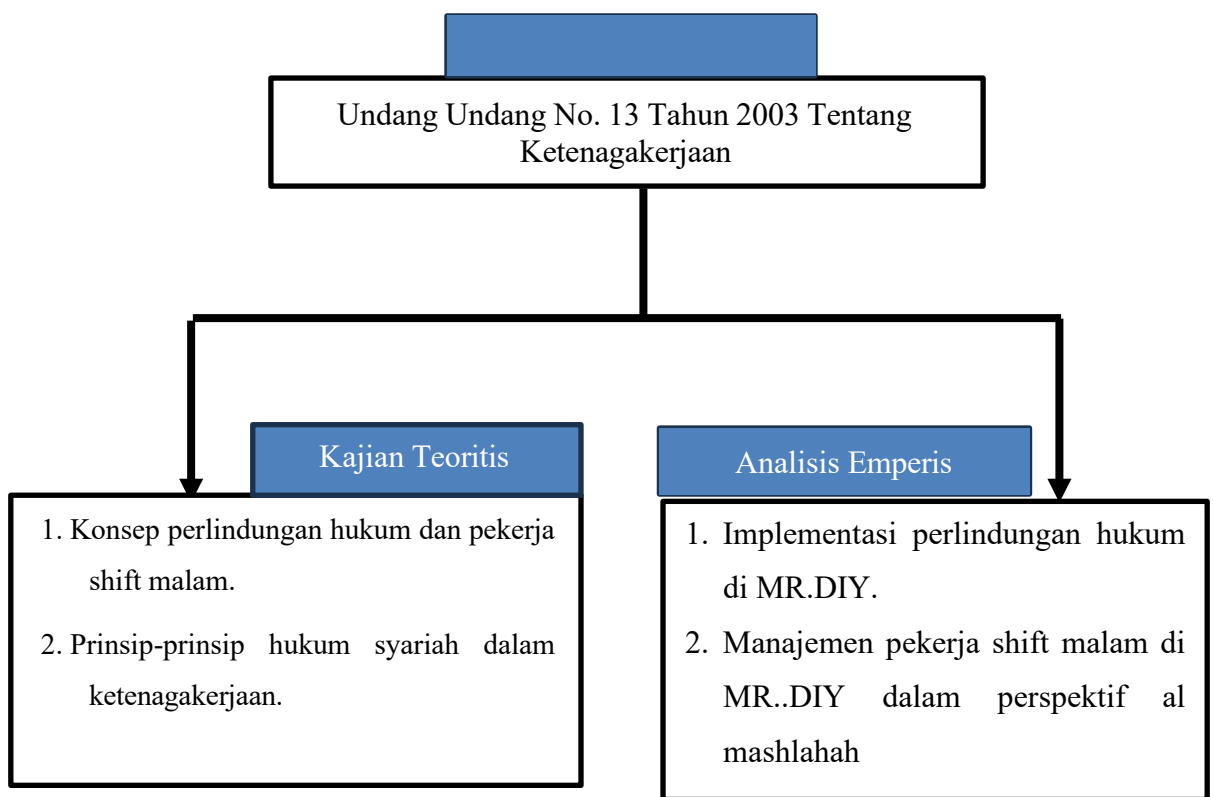 Undang Undang No. 13 Tahun 2003 Tentang
Ketenagakerjaan
Kajian Teoritis
1. Konsep perlindungan hukum dan pekerja
shift malam.
2. Prinsip-prinsip hukum syariah dalam
ketenagakerjaan.
Analisis Emperis
1. Implementasi perlindungan hukum
di MR.DIY.
2. Manajemen pekerja shift malam di
MR..DIY dalam perspektif al
mashlahah